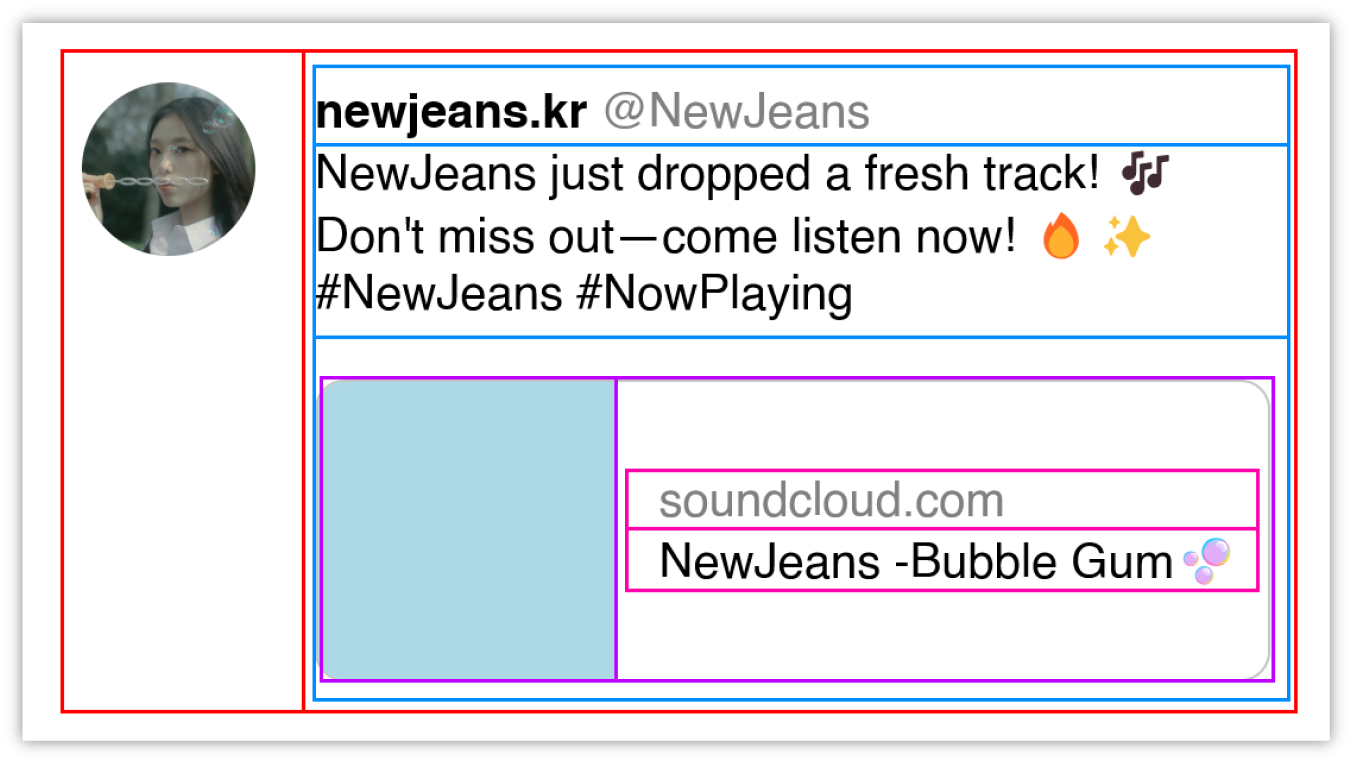 newjeans.kr @NewJeans
NewJeans just dropped a fresh track! 🎶
Don't miss out—come listen now! 🔥 ✨
#NewJeans #NowPlaying
soundcloud.com
NewJeans -Bubble Gum🫧